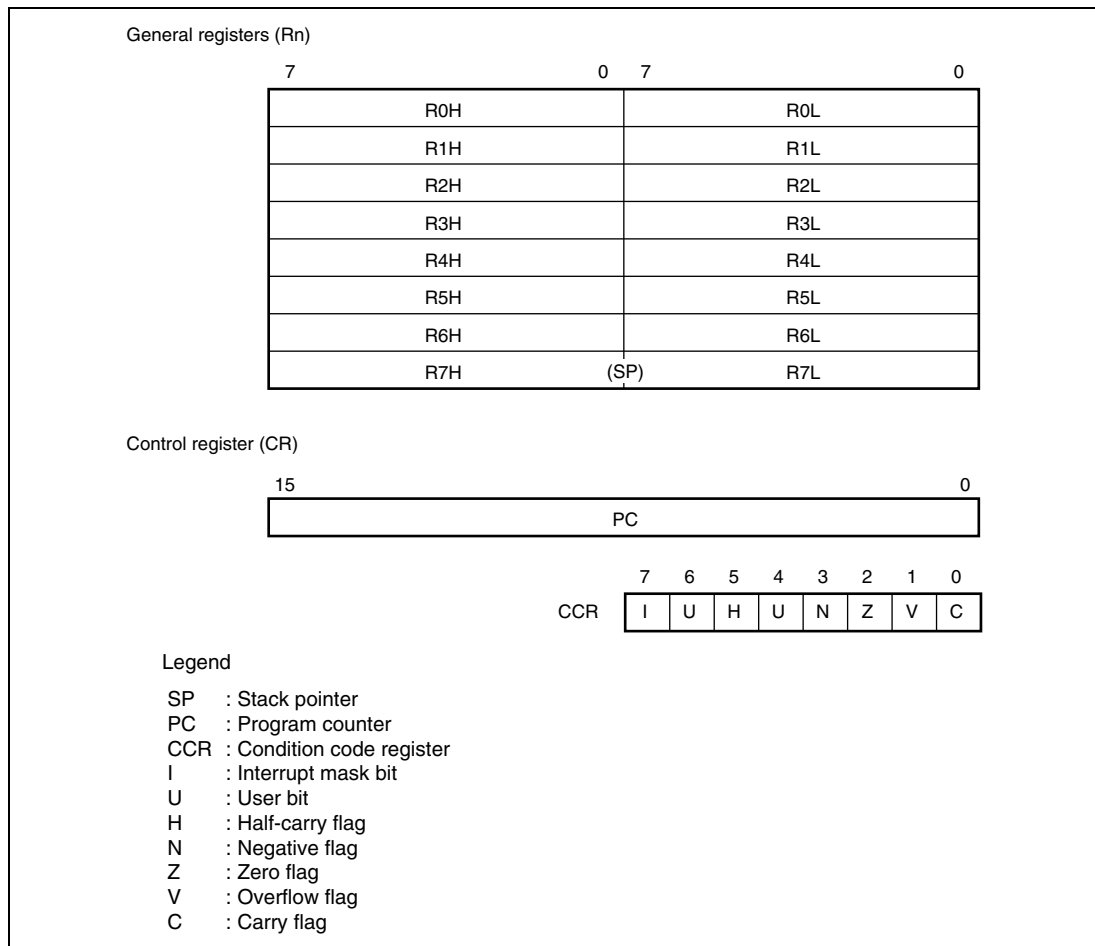 General registers (Rn)
7 0 7 0
R0H R0L
R1H R1L
R2H R2L
R3H R3L
R4H R4L
R5H R5L
R6H R6L
R7H (SP) R7L
Control register (CR)
15 0
PC
7 6 5 4 3 2 1 0
CCR I U H U N Z V C
Legend
SP : Stack pointer
PC : Program counter
CCR : Condition code register
I : Interrupt mask bit
U : User bit
H : Half-carry flag
N : Negative flag
Z : Zero flag
V : Overflow flag
C : Carry flag